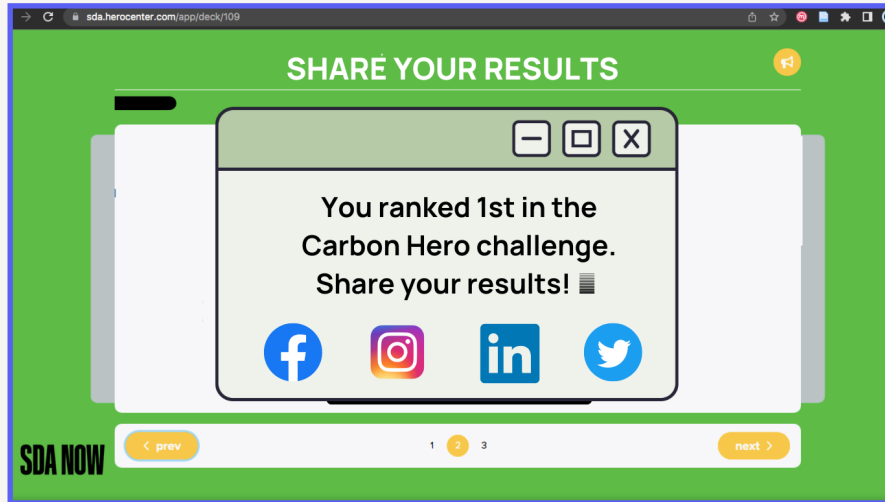 sda.herocenter.com/app/deck/109
SHARE YOUR RESULTS
You ranked 1st in the
Carbon Hero challenge.
Share your results!
f
in
< prev
1 2 3
next >
SDA NOW